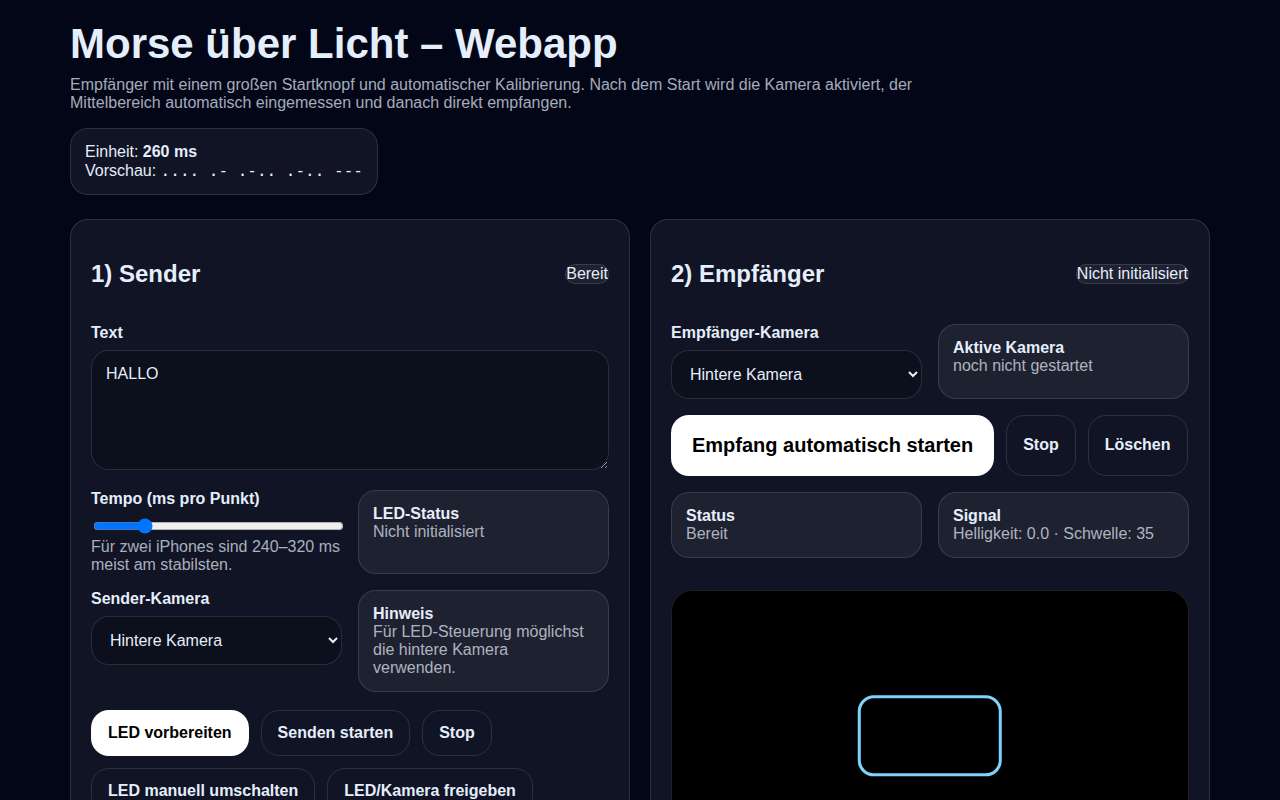 Morse über Licht – Webapp
Empfänger mit einem großen Startknopf und automatischer Kalibrierung. Nach dem Start wird die Kamera aktiviert, der
Mittelbereich automatisch eingemessen und danach direkt empfangen.
Einheit: 260 ms
Vorschau: .... .- .-.. .-.. ---
1) Sender
Bereit
Text
HALLO
Tempo (ms pro Punkt)
Für zwei iPhones sind 240–320 ms
meist am stabilsten.
LED-Status
Nicht initialisiert
Sender-Kamera
Hintere Kamera
Hinweis
Für LED-Steuerung möglichst
die hintere Kamera
verwenden.
LED vorbereiten
Senden starten
Stop
LED manuell umschalten
LED/Kamera freigeben
2) Empfänger
Nicht initialisiert
Empfänger-Kamera
Hintere Kamera
Aktive Kamera
noch nicht gestartet
Empfang automatisch starten
Stop
Löschen
Status
Bereit
Signal
Helligkeit: 0.0 · Schwelle: 35